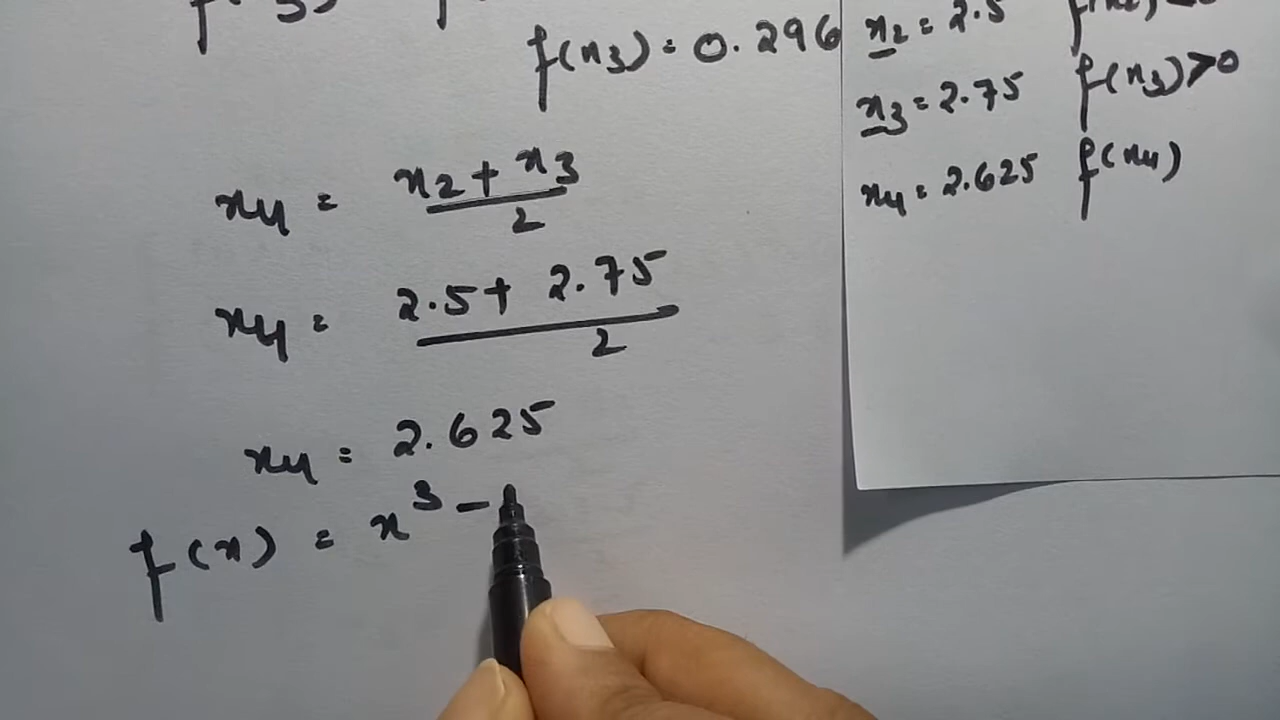 f(x3) = 0.296
x4 = x2 + x3 / 2
x4 = 2.5 + 2.75 / 2
x4 = 2.625
f(x) = x³ -
x2 = 2.5
x3 = 2.75 f(x3) > 0
x4 = 2.625 f(x4)